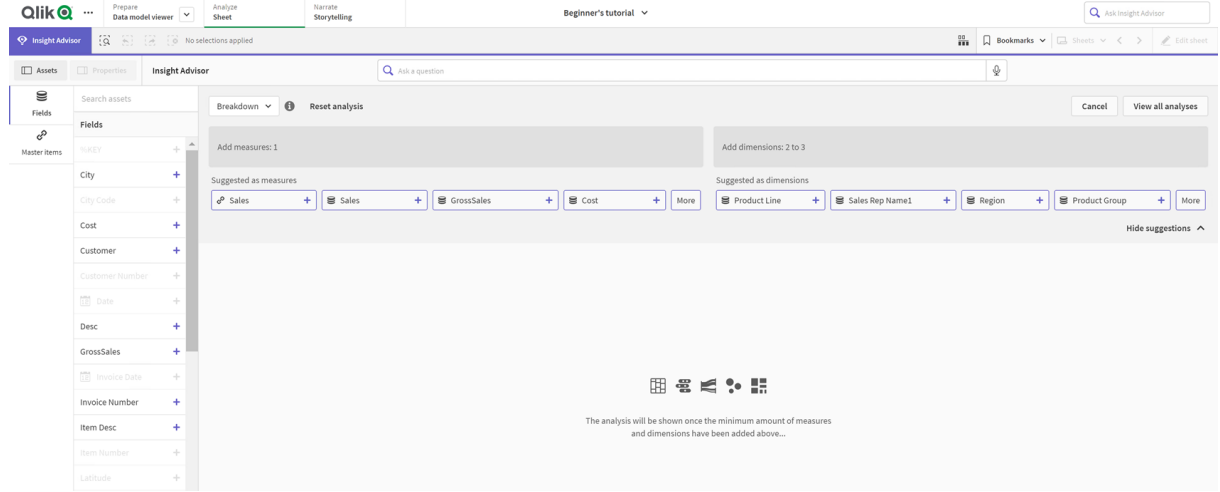 Qlik
Prepare
Data model viewer
Analyze
Sheet
Narrate
Storytelling
Beginner's tutorial
Ask Insight Advisor
Insight Advisor
No selections applied
Bookmarks
Sheets
Edit sheet
Assets
Properties
Insight Advisor
Ask a question
Fields
Master items
Search assets
Fields
%KEY
City
City Code
Cost
Customer
Customer Number
Date
Desc
GrossSales
Invoice Date
Invoice Number
Item Desc
Item Number
Latitude
Breakdown
Reset analysis
Cancel
View all analyses
Add measures: 1
Add dimensions: 2 to 3
Suggested as measures
Sales
Sales
GrossSales
Cost
More
Suggested as dimensions
Product Line
Sales Rep Name1
Region
Product Group
More
Hide suggestions
The analysis will be shown once the minimum amount of measures
and dimensions have been added above...